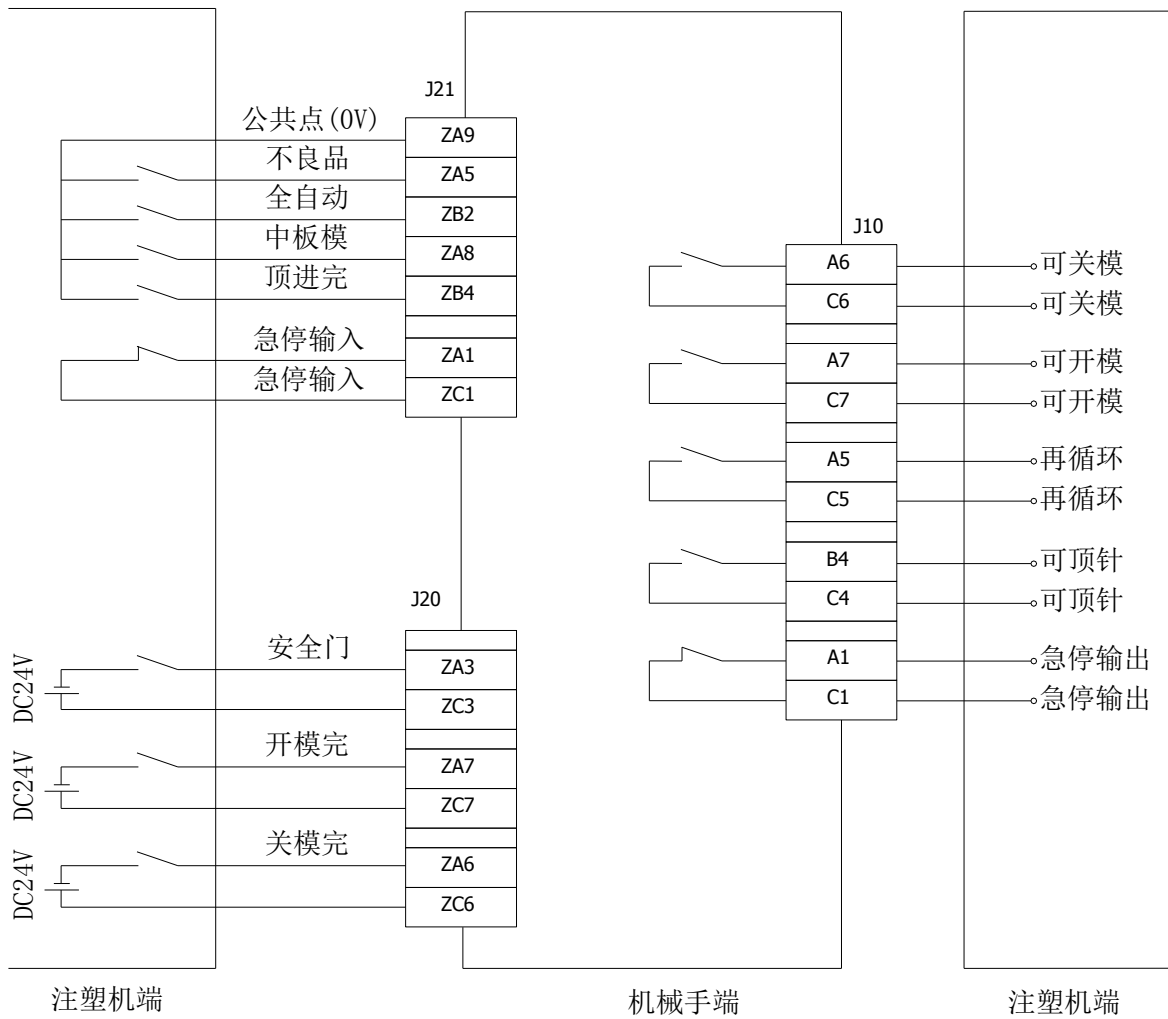 J21
公共点(0V)
ZA9
不良品
ZA5
全自动
ZB2
中板模
ZA8
顶进完
ZB4
急停输入
ZA1
急停输入
ZC1
J10
A6
可关模
C6
可关模
A7
可开模
C7
可开模
A5
再循环
C5
再循环
B4
可顶针
C4
可顶针
A1
急停输出
C1
急停输出
J20
DC24V
安全门
ZA3
ZC3
DC24V
开模完
ZA7
ZC7
DC24V
关模完
ZA6
ZC6
注塑机端
机械手端
注塑机端